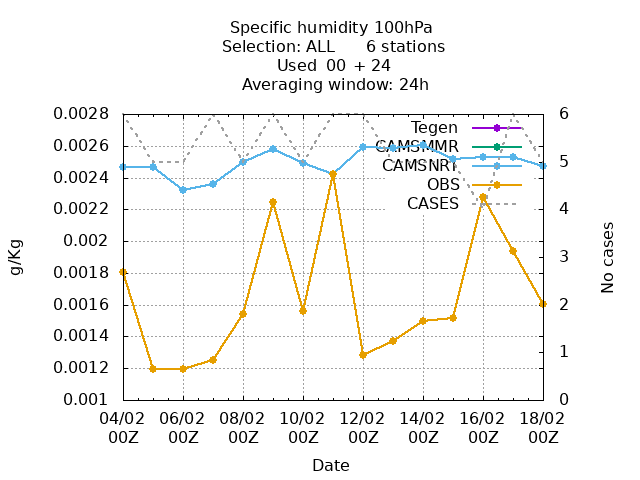 Specific humidity 100hPa
Selection: ALL 6 stations
Used 00 + 24
Averaging window: 24h
0.0028
0.0026
0.0024
0.0022
0.002
0.0018
0.0016
0.0014
0.0012
0.001
g/Kg
Tegen
CAMSMMR
CAMSNRT
OBS
CASES
6
5
4
3
2
1
0
No cases
04/02 06/02 08/02 10/02 12/02 14/02 16/02 18/02
00Z 00Z 00Z 00Z 00Z 00Z 00Z 00Z
Date